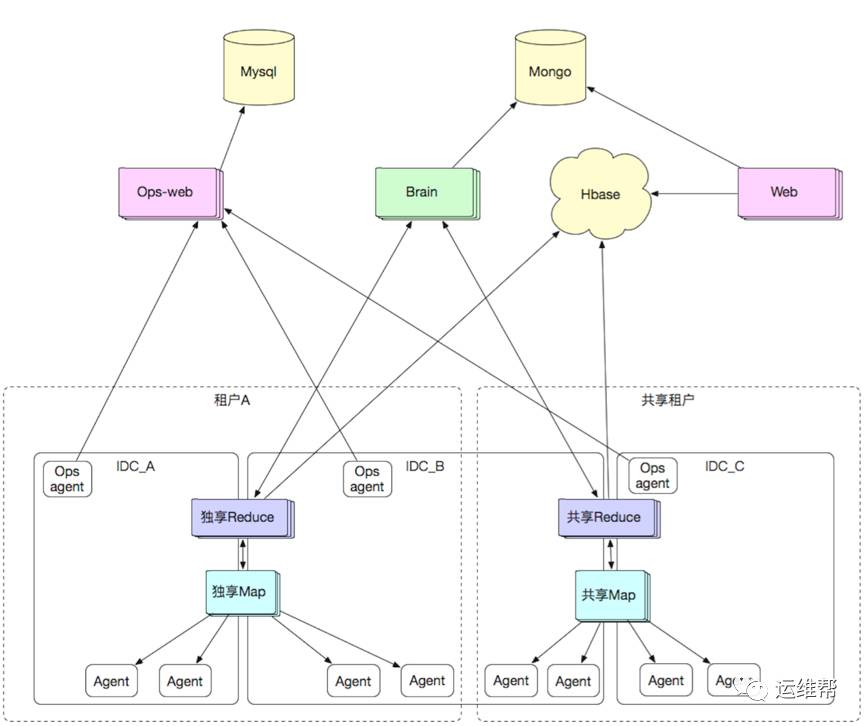 Mysql
Mongo
Ops-web
Brain
Hbase
Web
租户A
共享租户
IDC_A
IDC_B
IDC_C
Ops
agent
Ops
agent
Ops
agent
独享Reduce
共享Reduce
独享Map
共享Map
Agent
Agent
Agent
Agent
Agent
Agent
Agent
运维帮